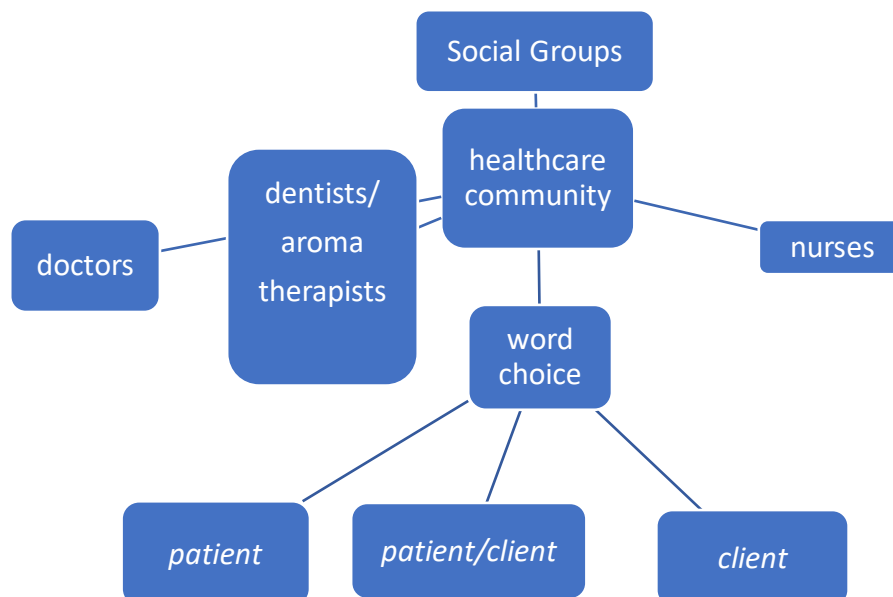 Social Groups
healthcare
community
dentists/
aroma
therapists
doctors
nurses
word
choice
patient
patient/client
client